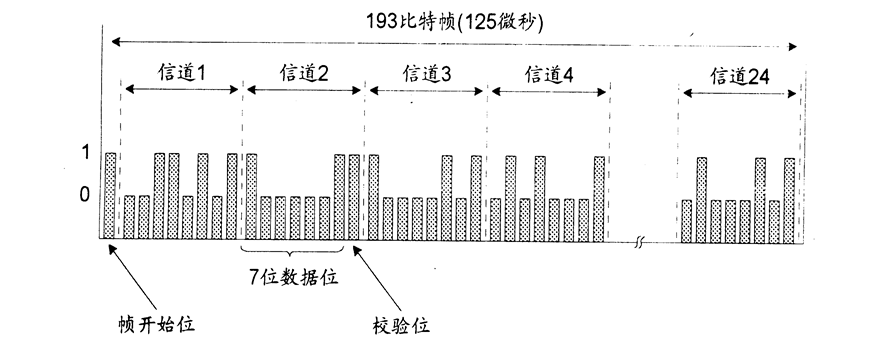 193比特帧(125微秒)
信道1 信道2 信道3 信道4 信道24
1
0
7位数据位
帧开始位 校验位